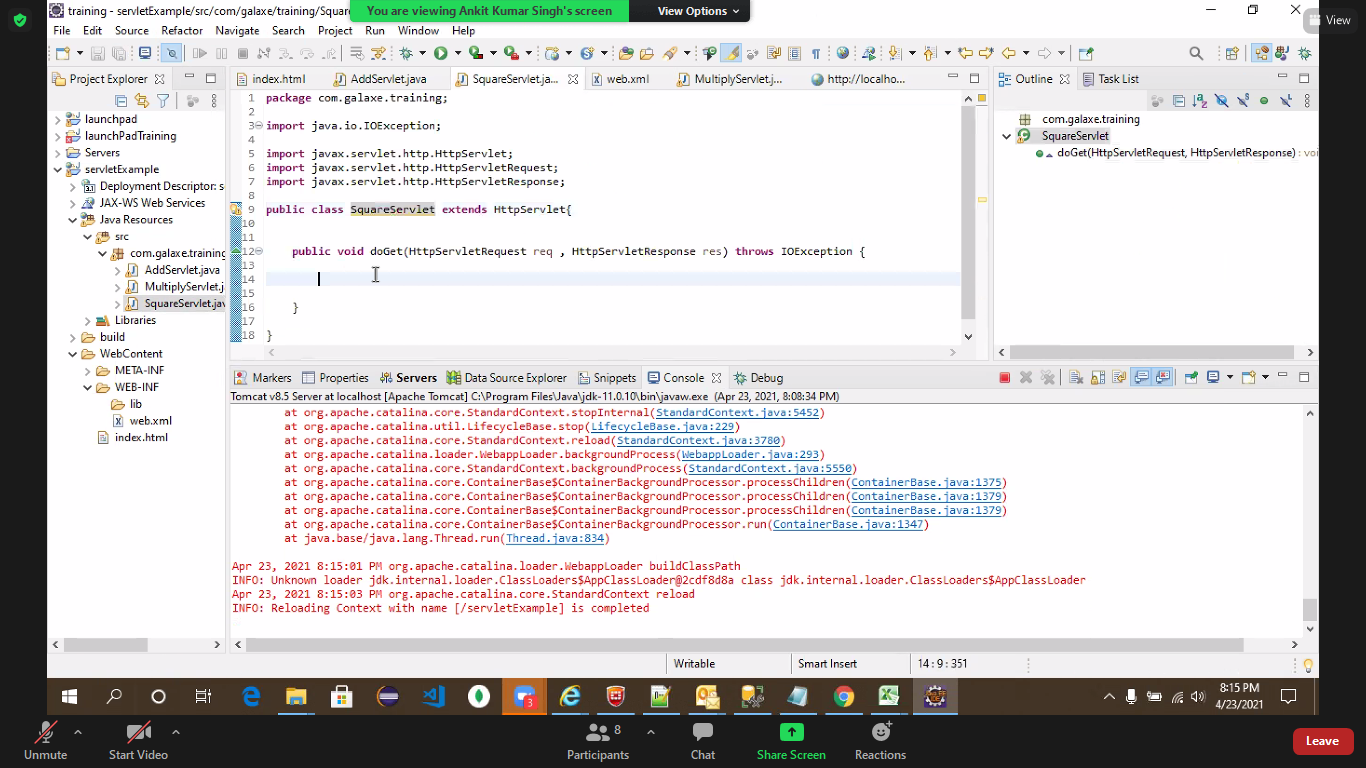 training - servletExample/src/com/galaxe/training/Squar
You are viewing Ankit Kumar Singh's screen
View Options
View
File Edit Source Refactor Navigate Search Project Run Window Help
Project Explorer
launchpad
launchPadTraining
Servers
servletExample
Deployment Descriptor: s
JAX-WS Web Services
Java Resources
src
com.galaxe.training
AddServlet.java
MultiplyServlet.j
SquareServlet.jav
Libraries
build
WebContent
META-INF
WEB-INF
lib
web.xml
index.html
index.html AddServlet.java SquareServlet.ja... web.xml MultiplyServlet.j... http://localho...
1 package com.galaxe.training;
2
3 import java.io.IOException;
4
5 import javax.servlet.http.HttpServlet;
6 import javax.servlet.http.HttpServletRequest;
7 import javax.servlet.http.HttpServletResponse;
8
9 public class SquareServlet extends HttpServlet{
10
11
12 public void doGet(HttpServletRequest req , HttpServletResponse res) throws IOException {
13
14
15
16 }
17
18 }
Outline Task List
com.galaxe.training
SquareServlet
doGet(HttpServletRequest, HttpServletResponse) : voi
Markers Properties Servers Data Source Explorer Snippets Console Debug
Tomcat v8.5 Server at localhost [Apache Tomcat] C:\Program Files\Java\jdk-11.0.10\bin\javaw.exe (Apr 23, 2021, 8:08:34 PM)
at org.apache.catalina.core.StandardContext.stopInternal(StandardContext.java:5452)
at org.apache.catalina.util.LifecycleBase.stop(LifecycleBase.java:229)
at org.apache.catalina.core.StandardContext.reload(StandardContext.java:3780)
at org.apache.catalina.loader.WebappLoader.backgroundProcess(WebappLoader.java:293)
at org.apache.catalina.core.StandardContext.backgroundProcess(StandardContext.java:5550)
at org.apache.catalina.core.ContainerBase$ContainerBackgroundProcessor.processChildren(ContainerBase.java:1375)
at org.apache.catalina.core.ContainerBase$ContainerBackgroundProcessor.processChildren(ContainerBase.java:1379)
at org.apache.catalina.core.ContainerBase$ContainerBackgroundProcessor.processChildren(ContainerBase.java:1379)
at org.apache.catalina.core.ContainerBase$ContainerBackgroundProcessor.run(ContainerBase.java:1347)
at java.base/java.lang.Thread.run(Thread.java:834)
Apr 23, 2021 8:15:01 PM org.apache.catalina.loader.WebappLoader buildClassPath
INFO: Unknown loader jdk.internal.loader.ClassLoaders$AppClassLoader@2cdf8d8a class jdk.internal.loader.ClassLoaders$AppClassLoader
Apr 23, 2021 8:15:03 PM org.apache.catalina.core.StandardContext reload
INFO: Reloading Context with name [/servletExample] is completed
Writable Smart Insert 14 : 9 : 351
3
8:15 PM
4/23/2021
Unmute Start Video Participants 8 Chat Share Screen Reactions Leave